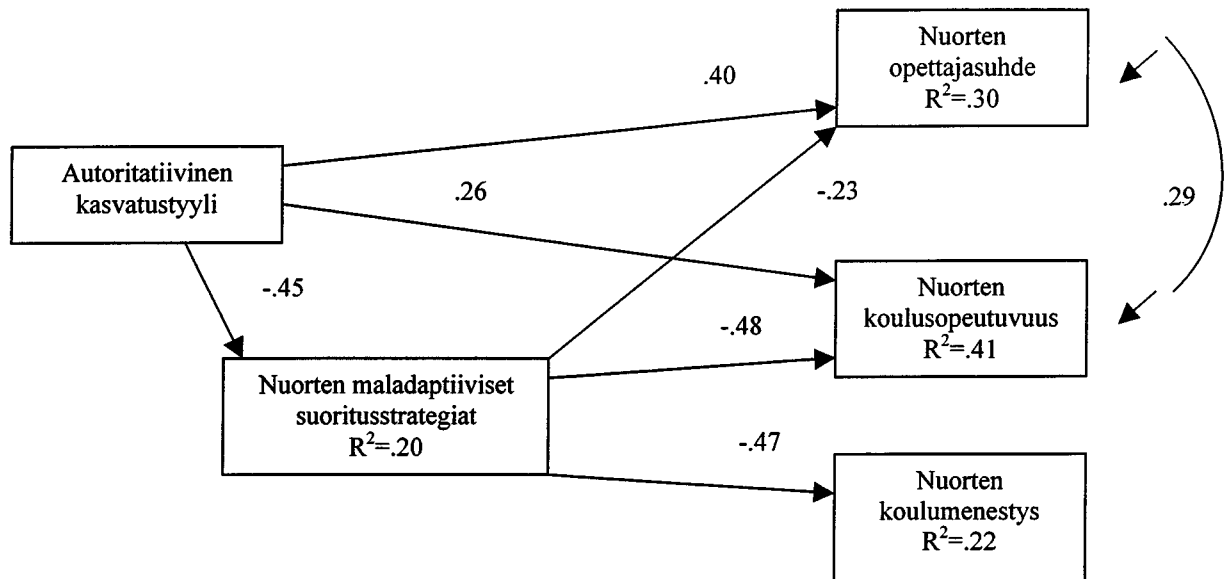 Nuorten
opettajasuhde
R²=.30
.40
Autoritatiivinen
kasvatustyyli
.26
-.23
.29
-.45
Nuorten
koulusopeutuvuus
R²=.41
-.48
Nuorten maladaptiiviset
suoritusstrategiat
R²=.20
-.47
Nuorten
koulumenestys
R²=.22